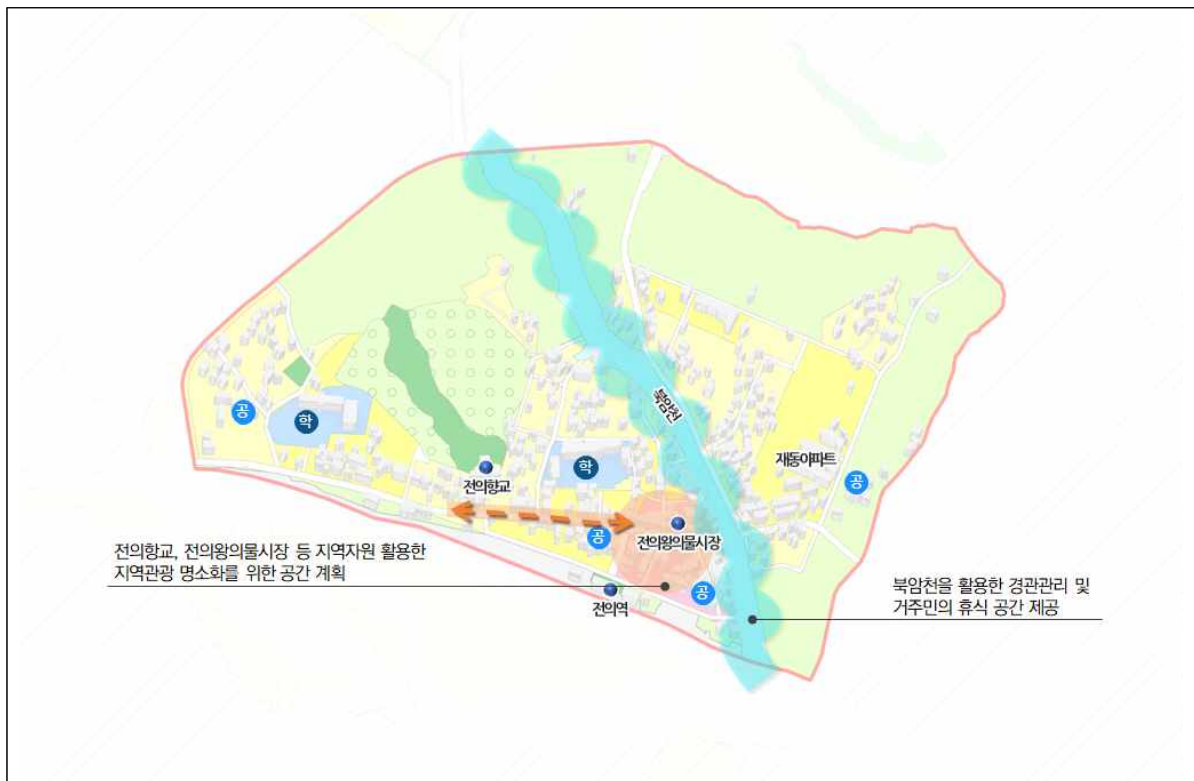 북암천
재동아파트
공
학
학
공
전의향교
전의왕의물시장
공
전의향교, 전의왕의물시장 등 지역자원 활용한
지역관광 명소화를 위한 공간 계획
전의역
공
북암천을 활용한 경관관리 및
거주민의 휴식 공간 제공